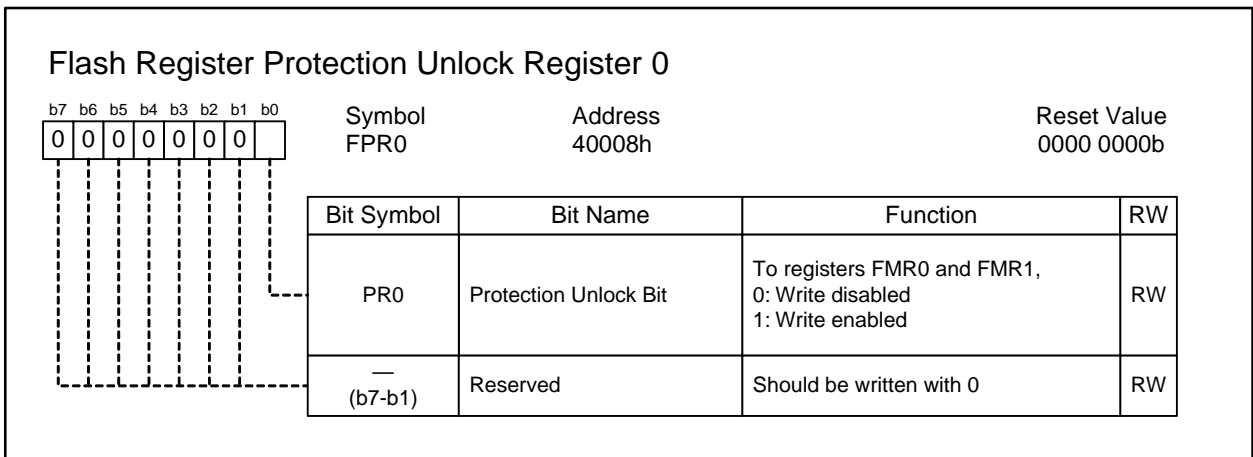 Flash Register Protection Unlock Register 0
b7 b6 b5 b4 b3 b2 b1 b0
0 0 0 0 0 0 0
Symbol Address Reset Value
FPR0 40008h 0000 0000b
Bit Symbol Bit Name Function RW
PR0 Protection Unlock Bit To registers FMR0 and FMR1,
0: Write disabled
1: Write enabled RW
—
(b7-b1) Reserved Should be written with 0 RW